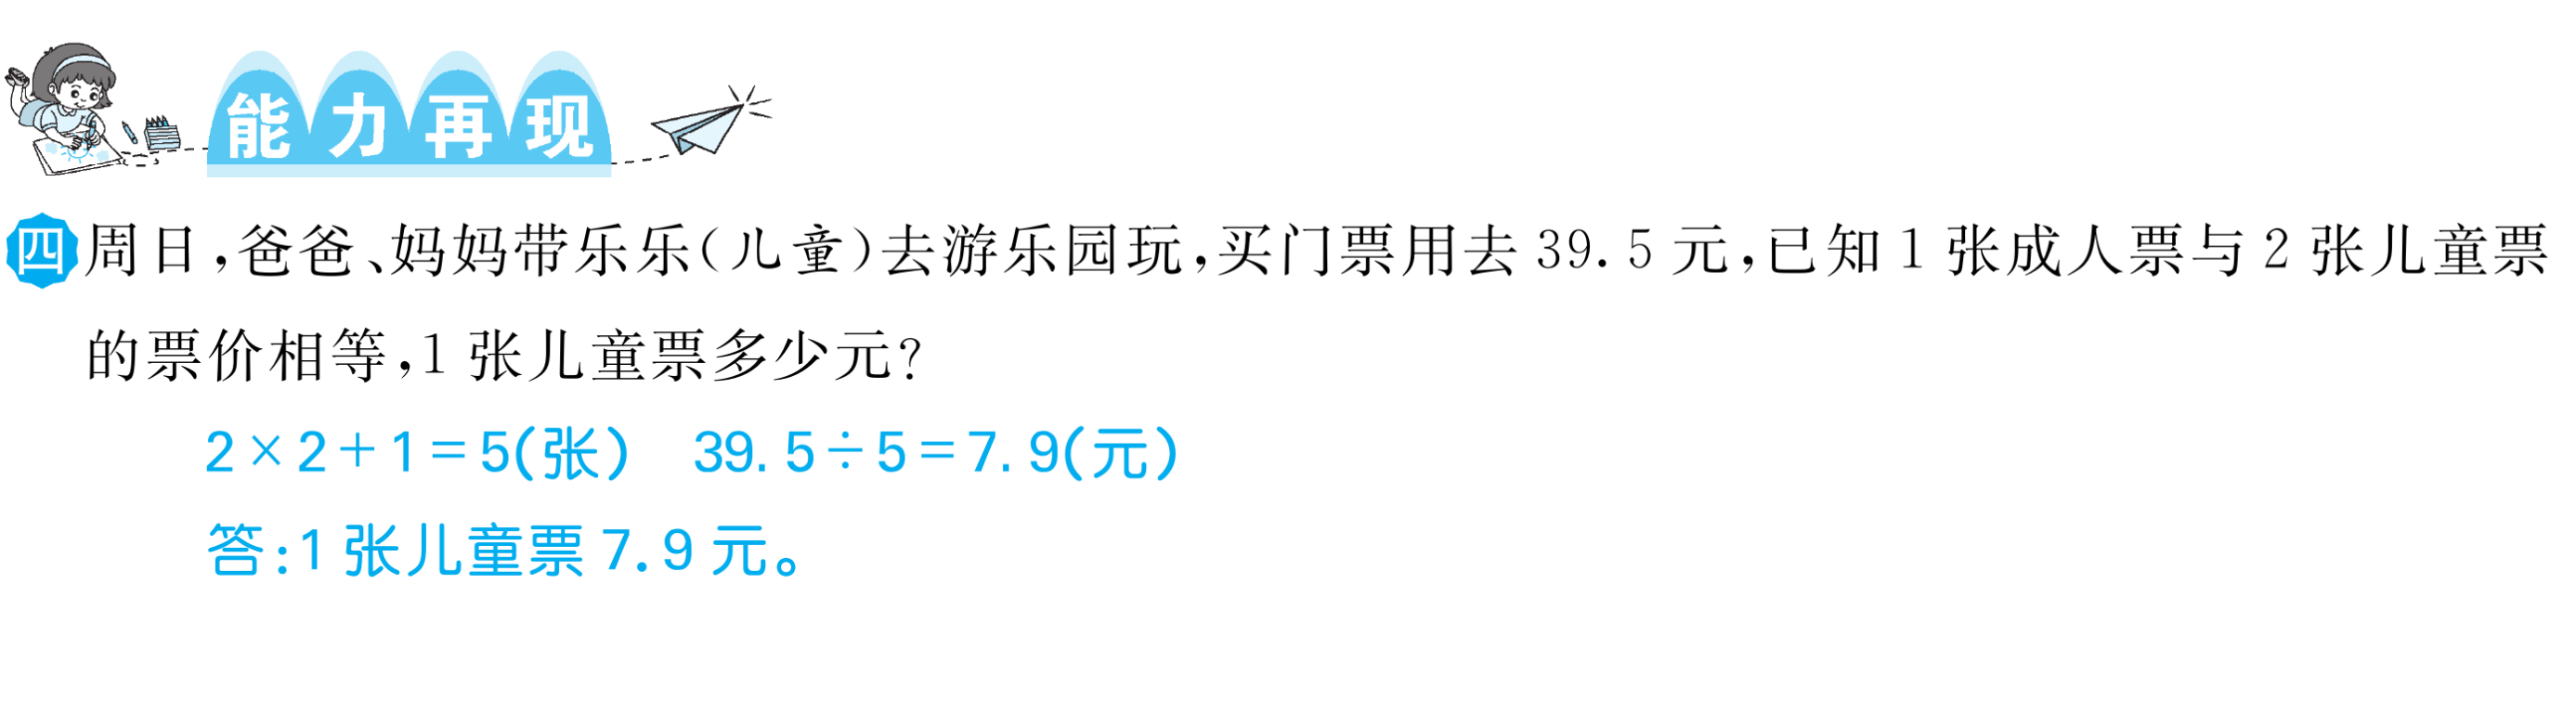 能力再现
四 周日,爸爸、妈妈带乐乐(儿童)去游乐园玩,买门票用去 39.5 元,已知 1 张成人票与 2 张儿童票
的票价相等,1 张儿童票多少元?
2×2+1=5(张) 39.5÷5=7.9(元)
答:1 张儿童票 7.9 元。